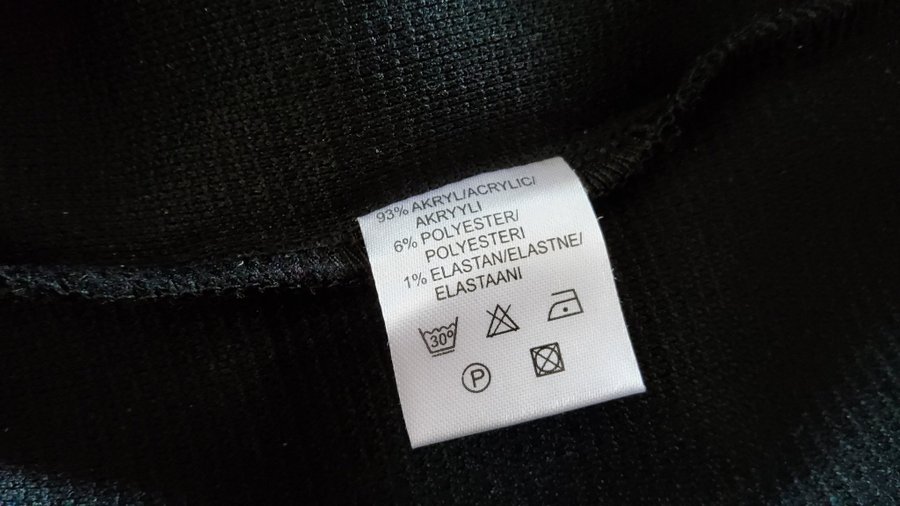 93% AKRYL/ACRYLIC/
AKRYYLI
6% POLYESTER/
POLYESTERI
1% ELASTAN/ELASTNE/
ELASTAANI
30°
P